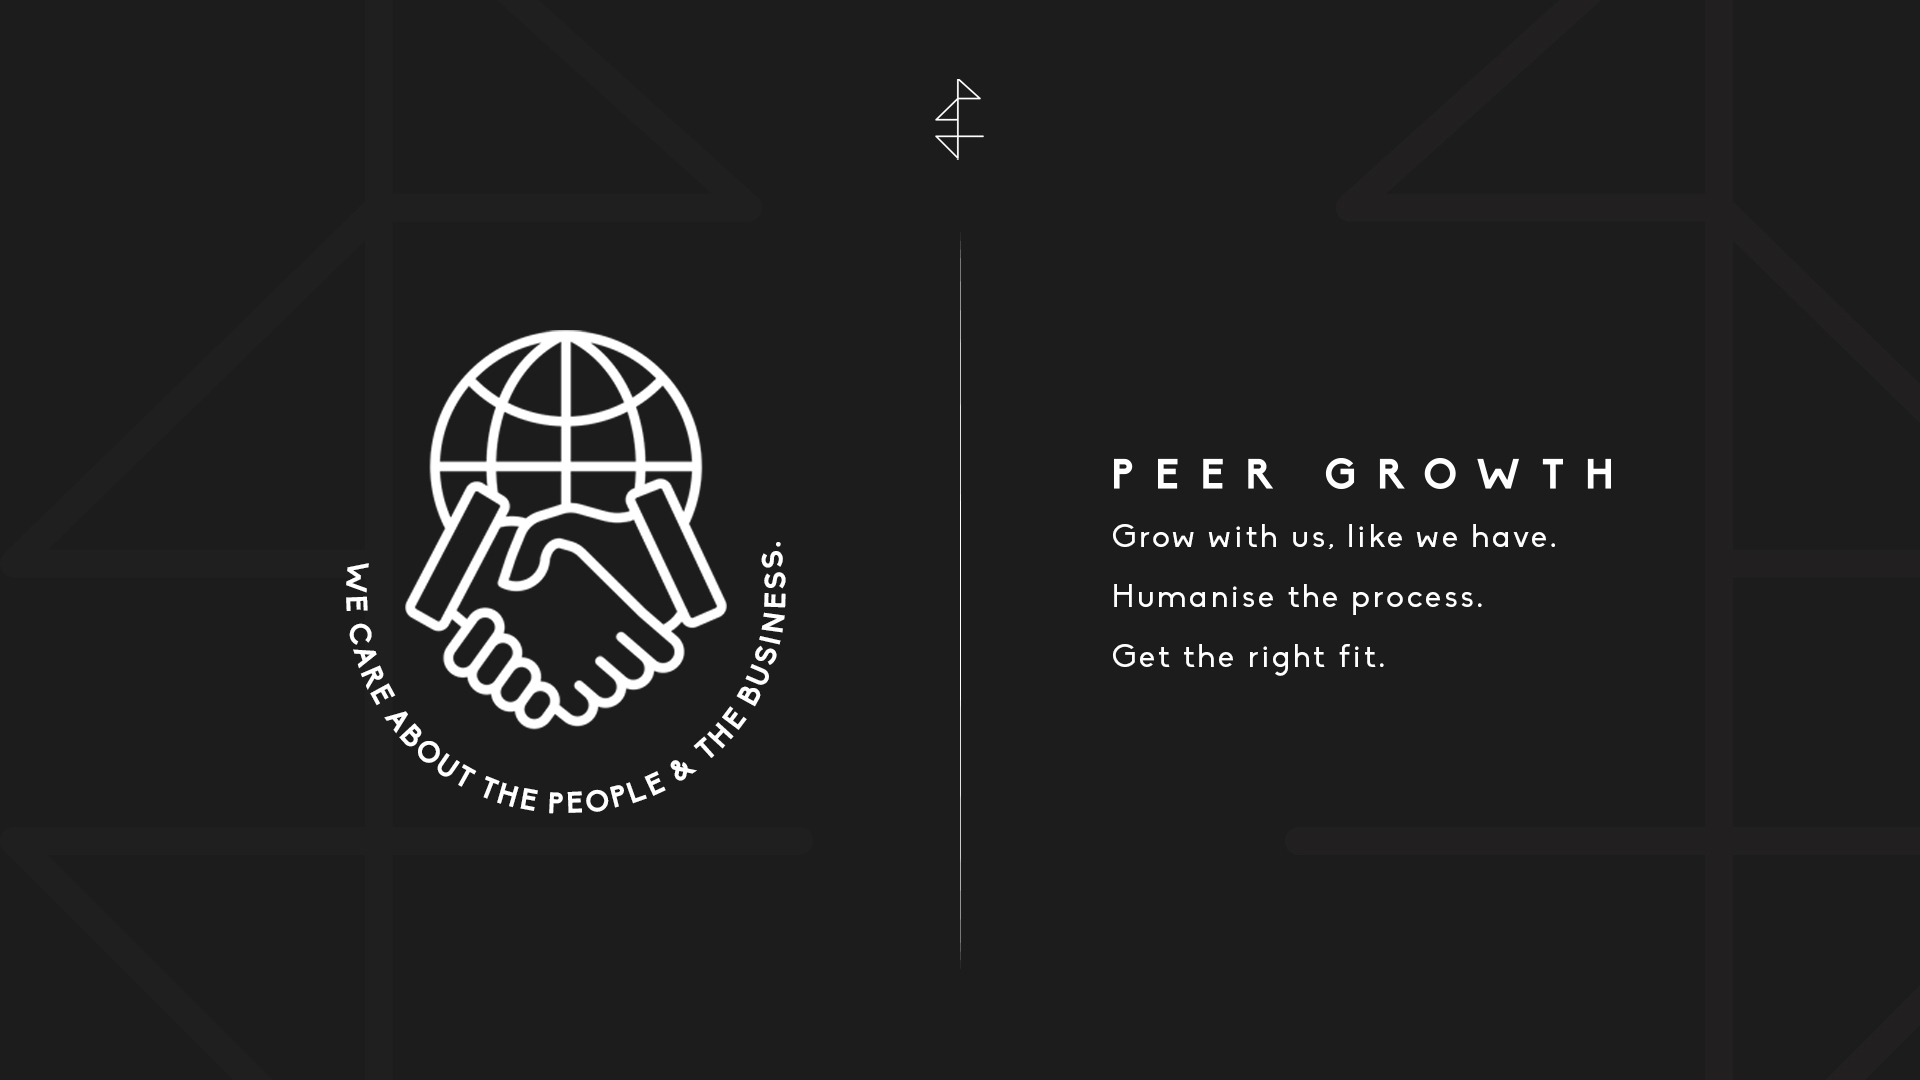 WE CARE ABOUT THE PEOPLE & THE BUSINESS.
PEER GROWTH
Grow with us, like we have.
Humanise the process.
Get the right fit.